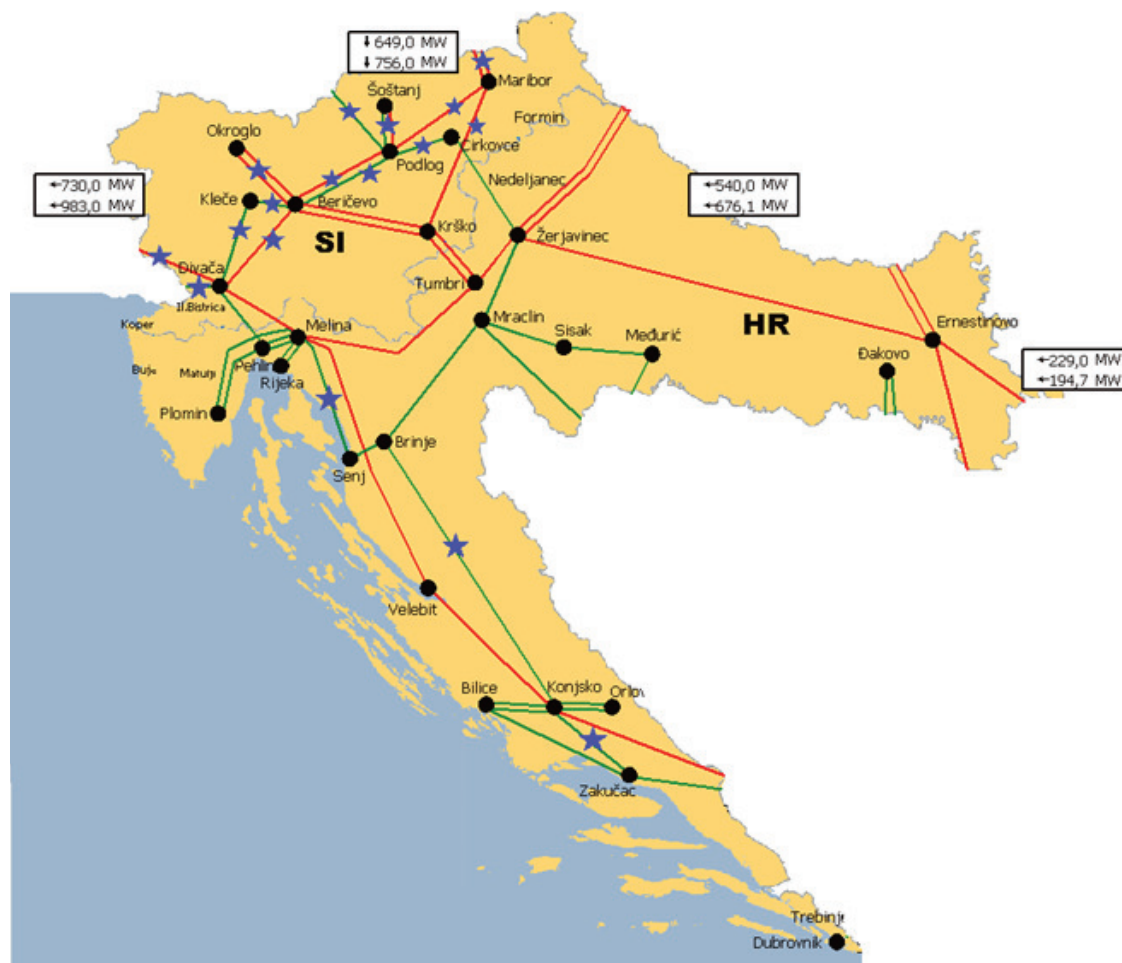 ↓649,0 MW
↓756,0 MW
Maribor
Šoštanj
Formin
Okroglo
Cirkovce
Podlog
Nedeljanec
←730,0 MW
←983,0 MW
←540,0 MW
←676,1 MW
Kleče
Beričevo
Krško
Žerjavinec
SI
Divača
Tumbri
Il.Bistrica
Koper
Melina
Mraclin
HR
Sisak
Međurić
Ernestinovo
Buje
Matulji
Pehlin
Rijeka
Đakovo
←229,0 MW
←194,7 MW
Plomin
Brinje
Senj
Velebit
Bilice
Konjsko
Orlov
Zakučac
Trebinje
Dubrovnik